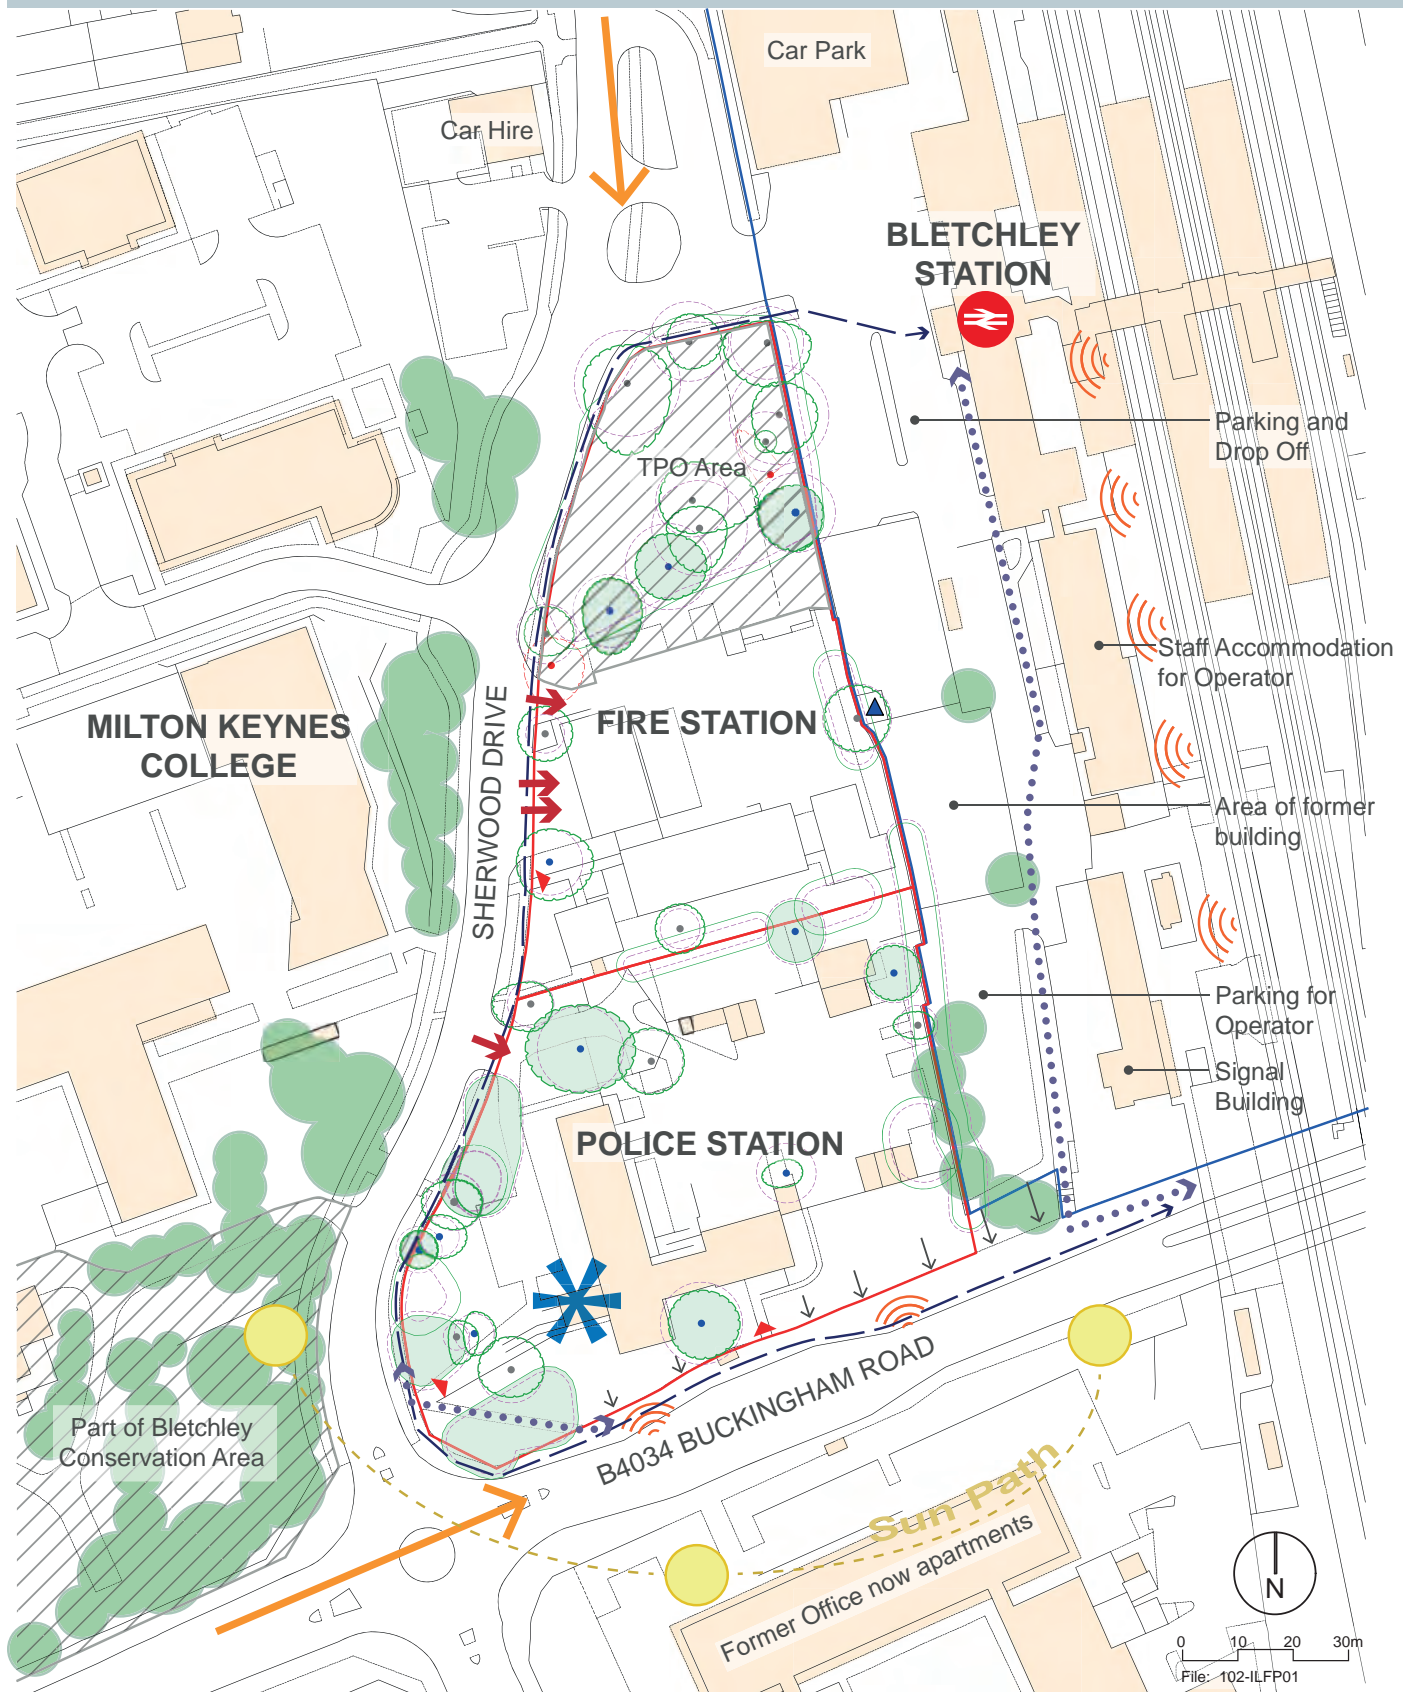 Car Park
Car Hire
BLETCHLEY
STATION
Parking and
Drop Off
TPO Area
Staff Accommodation
for Operator
MILTON KEYNES
COLLEGE
SHERWOOD DRIVE
FIRE STATION
Area of former
building
Parking for
Operator
Signal
Building
POLICE STATION
B4034 BUCKINGHAM ROAD
Part of Bletchley
Conservation Area
Sun Path
Former Office now apartments
N
0 10 20 30m
File: 102-ILFP01